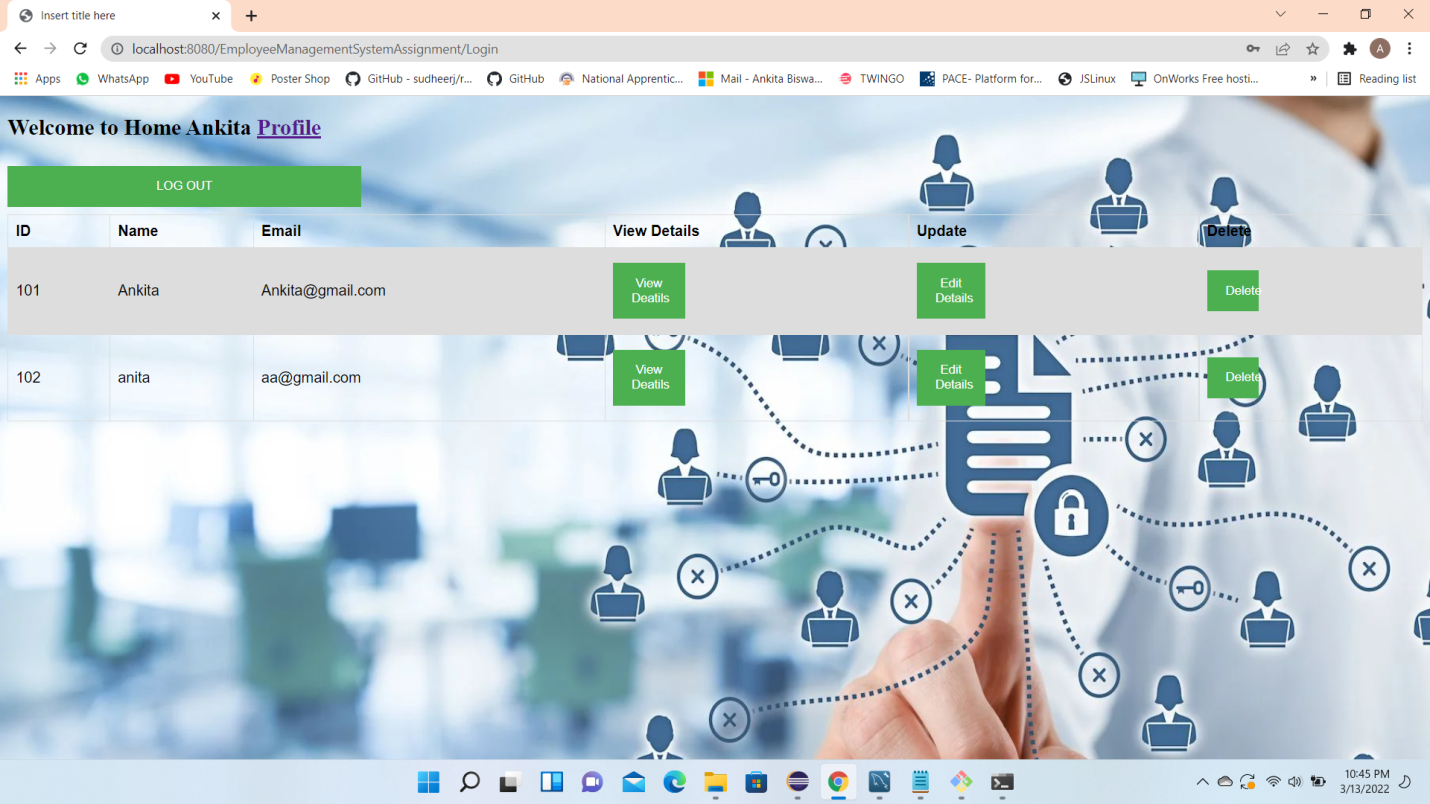 Insert title here
localhost:8080/EmployeeManagementSystemAssignment/Login
A
Apps WhatsApp YouTube Poster Shop GitHub - sudheerj/r... GitHub National Apprentic... Mail - Ankita Biswa... TWINGO PACE- Platform for... JSLinux OnWorks Free hosti... » Reading list
Welcome to Home Ankita Profile
LOG OUT
ID Name Email View Details Update Delete
101 Ankita Ankita@gmail.com View Deatils Edit Details Delete
102 anita aa@gmail.com View Deatils Edit Details Delete
10:45 PM
3/13/2022